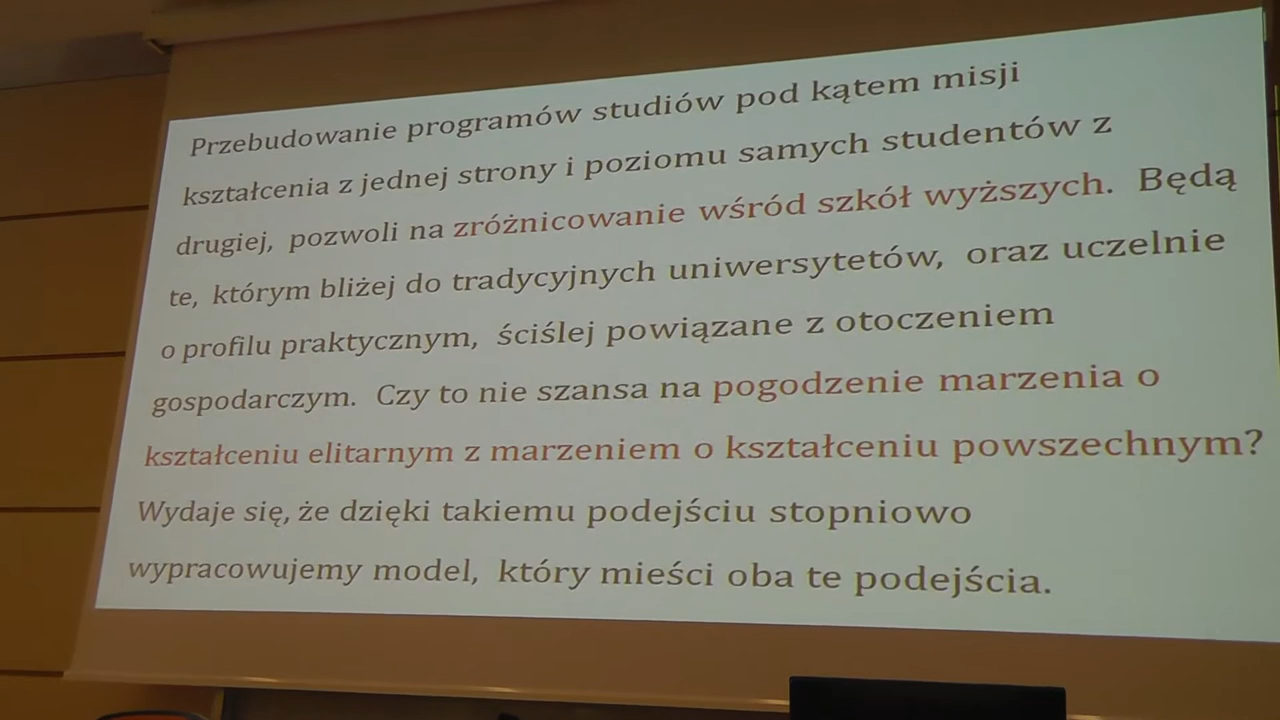 Przebudowanie programów studiów pod kątem misji
kształcenia z jednej strony i poziomu samych studentów z
drugiej, pozwoli na zróżnicowanie wśród szkół wyższych. Będą
te, którym bliżej do tradycyjnych uniwersytetów, oraz uczelnie
o profilu praktycznym, ściślej powiązane z otoczeniem
gospodarczym. Czy to nie szansa na pogodzenie marzenia o
kształceniu elitarnym z marzeniem o kształceniu powszechnym?
Wydaje się, że dzięki takiemu podejściu stopniowo
wypracowujemy model, który mieści oba te podejścia.